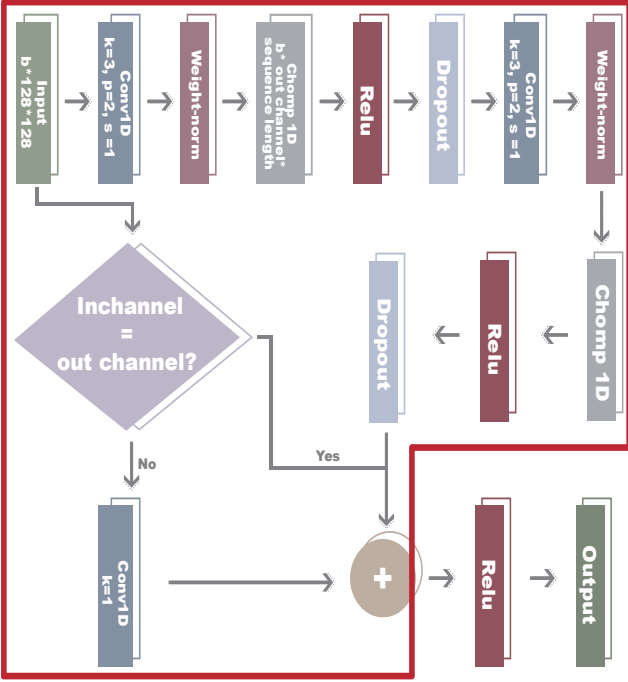 Input
b*128*128
Conv1D
k=3, p=2, s =1
Weight-norm
Chomp 1D
b* out channel*
sequence length
Relu
Dropout
Conv1D
k=3, p=2, s =1
Weight-norm
Chomp 1D
Relu
Dropout
Inchannel
=
out channel?
Yes
No
Conv1D
k=1
+
Relu
Output